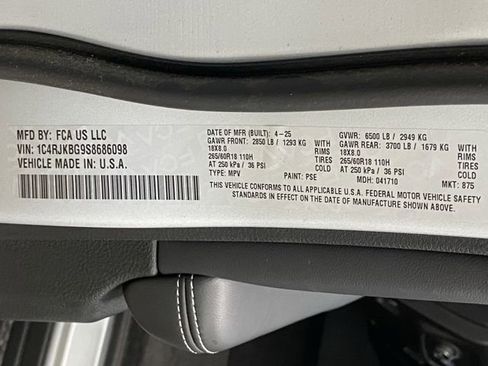 MFD BY: FCA US LLC
VIN: 1C4RJKBG9S8686098
VEHICLE MADE IN: U.S.A.
DATE OF MFR (BUILT): 4-25 GVWR: 6500 LB / 2949 KG
GAWR FRONT: 2850 LB / 1293 KG WITH GAWR REAR: 3700 LB / 1679 KG WITH
18X8.0 RIMS 18X8.0 RIMS
265/60R18 110H TIRES 265/60R18 110H TIRES
AT 250 kPa / 36 PSI COLD AT 250 kPa / 36 PSI COLD
TYPE: MPV PAINT: PSE MDH: 041710 MKT: 875
THIS VEHICLE CONFORMS TO ALL APPLICABLE U.S.A. FEDERAL MOTOR VEHICLE SAFETY
STANDARDS IN EFFECT ON THE DATE OF MANUFACTURE SHOWN ABOVE.